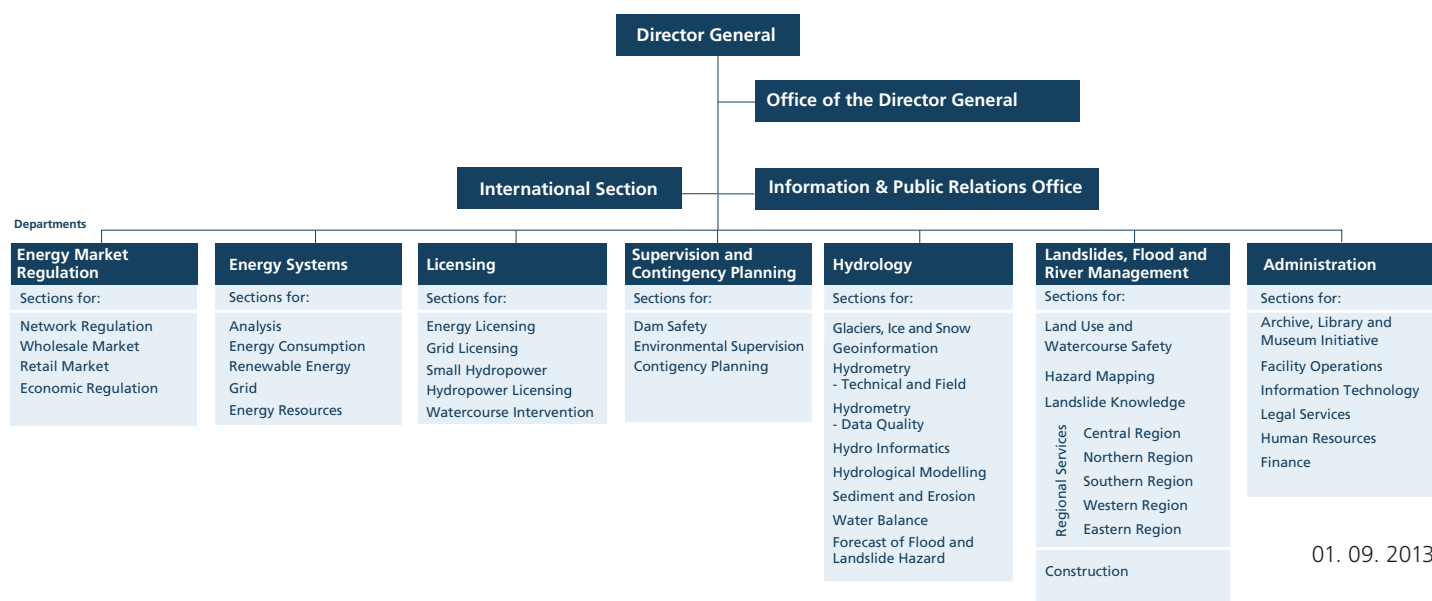 Director General
Office of the Director General
International Section
Information & Public Relations Office
Departments
Energy Market
Regulation
Sections for:
Network Regulation
Wholesale Market
Retail Market
Economic Regulation
Energy Systems
Sections for:
Analysis
Energy Consumption
Renewable Energy
Grid
Energy Resources
Licensing
Sections for:
Energy Licensing
Grid Licensing
Small Hydropower
Hydropower Licensing
Watercourse Intervention
Supervision and
Contingency Planning
Sections for:
Dam Safety
Environmental Supervision
Contigency Planning
Hydrology
Sections for:
Glaciers, Ice and Snow
Geoinformation
Hydrometry
- Technical and Field
Hydrometry
- Data Quality
Hydro Informatics
Hydrological Modelling
Sediment and Erosion
Water Balance
Forecast of Flood and
Landslide Hazard
Landslides, Flood and
River Management
Sections for:
Land Use and
Watercourse Safety
Hazard Mapping
Landslide Knowledge
Regional Services
Central Region
Northern Region
Southern Region
Western Region
Eastern Region
Construction
Administration
Sections for:
Archive, Library and
Museum Initiative
Facility Operations
Information Technology
Legal Services
Human Resources
Finance
01. 09. 2013